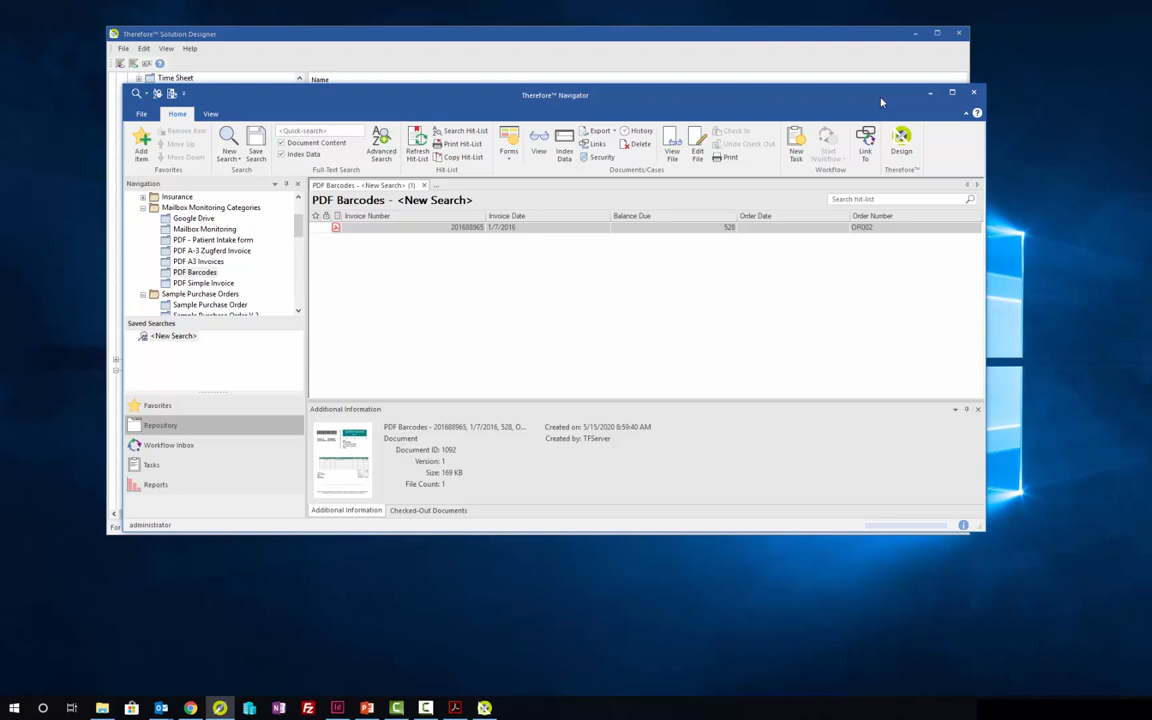 Therefore™ Solution Designer
File Edit View Help
Time Sheet Name
Therefore™ Navigator
File Home View
Add Item Remove Item Move Up Move Down Favorites
New Search Save Search Search
<Quick-search> Document Content Index Data Advanced Search Full-Text Search
Refresh Hit-List Search Hit-List Print Hit-List Copy Hit-List Hit-List
Forms View Index Data Export Links Security History Delete View File Edit File Check In Undo Check Out Print Documents/Cases
New Task Start Workflow Link To Workflow
Design Therefore™
Navigation
Insurance
Mailbox Monitoring Categories
Google Drive
Mailbox Monitoring
PDF - Patient Intake form
PDF A-3 Zugferd Invoice
PDF A3 Invoices
PDF Barcodes
PDF Simple Invoice
Sample Purchase Orders
Sample Purchase Order
Sample Purchase Order V.2
Saved Searches
<New Search>
Favorites
Repository
Workflow Inbox
Tasks
Reports
PDF Barcodes - <New Search> (1) ...
PDF Barcodes - <New Search> Search hit-list
Invoice Number Invoice Date Balance Due Order Date Order Number
201688965 1/7/2016 528 OR002
Additional Information
PDF Barcodes - 201688965, 1/7/2016, 528, O... Created on: 5/15/2020 8:59:40 AM
Document Created by: TFServer
Document ID: 1092
Version: 1
Size: 169 KB
File Count: 1
Additional Information Checked-Out Documents
administrator
For